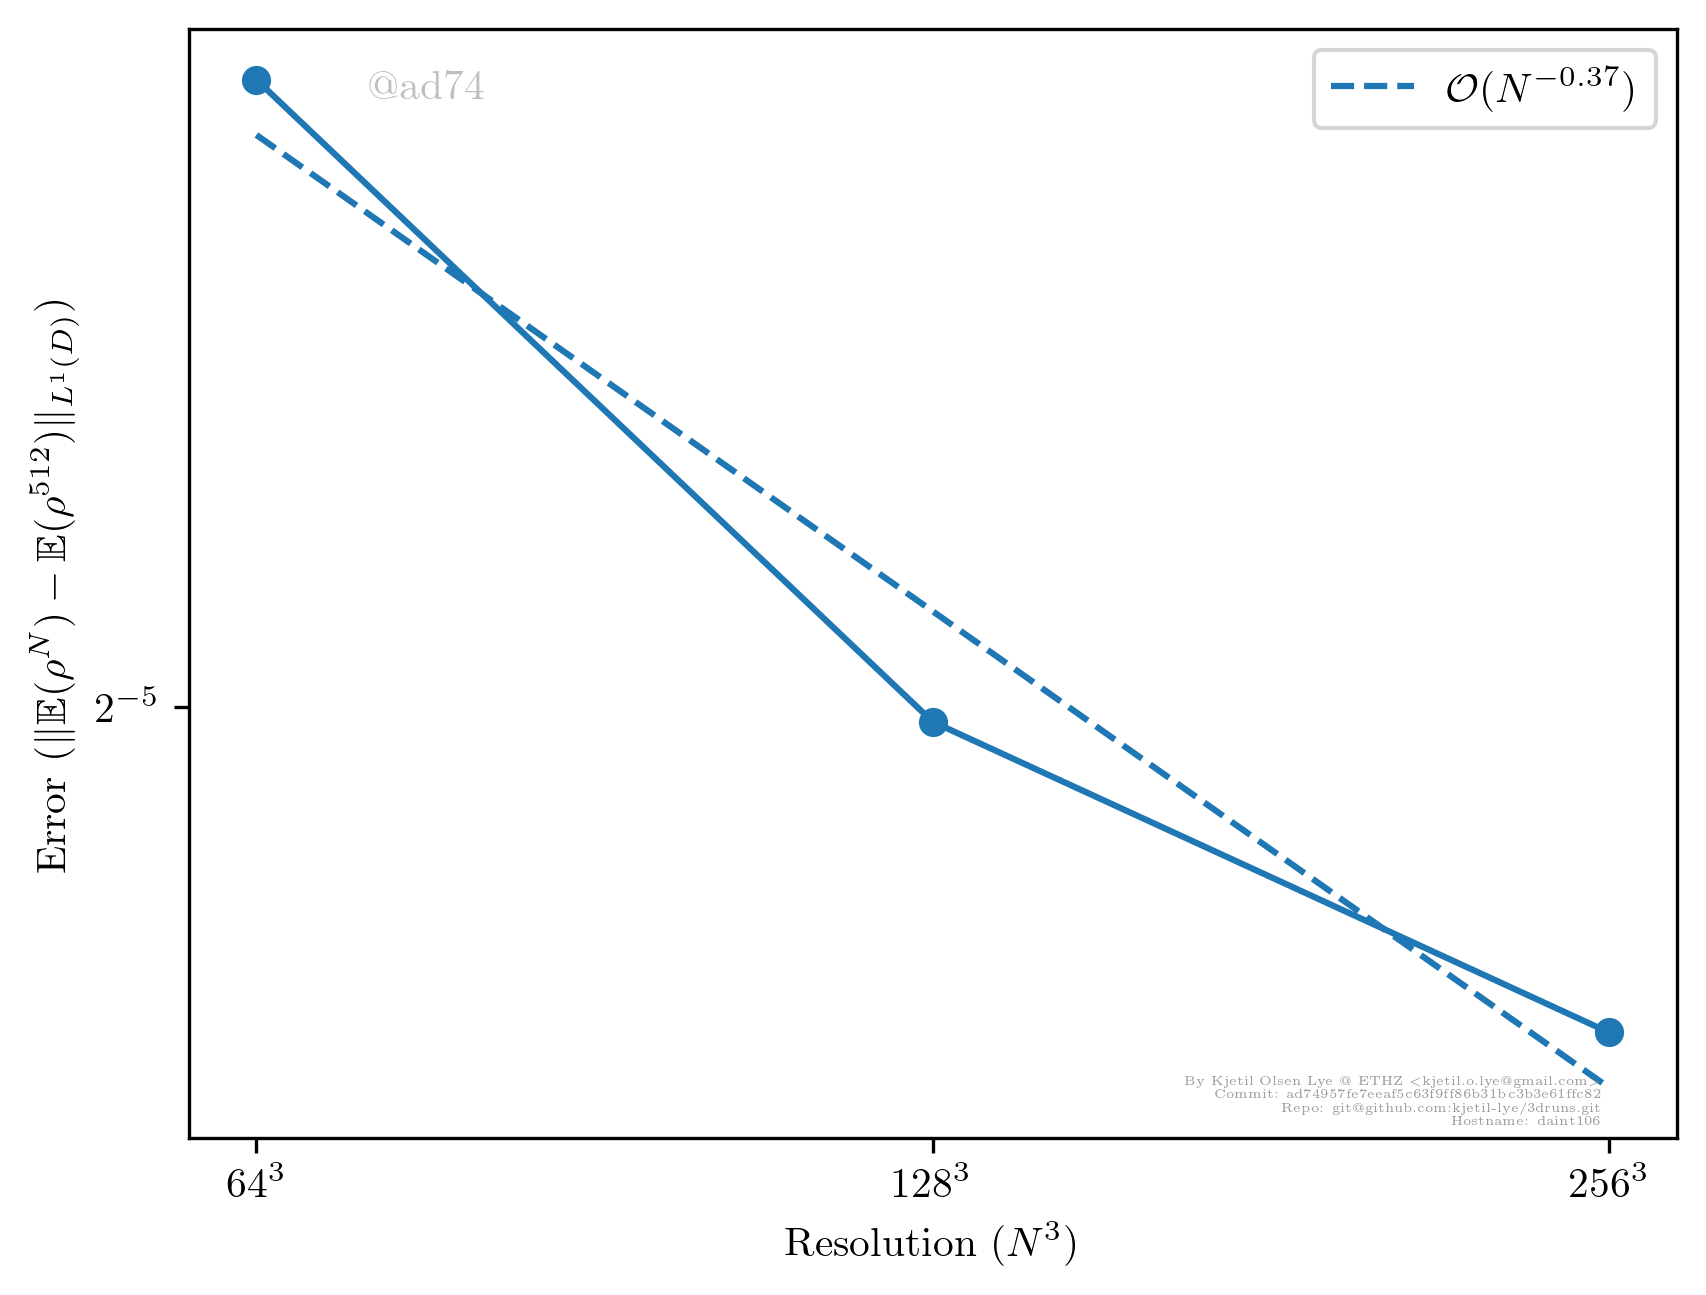 @ad74
𝒪(N^{-0.37})
Error (||𝔼(ρ^N) − 𝔼(ρ^{512})||_{L^1(D)})
2^{-5}
By Kjetil Olsen Lye @ ETHZ <kjetil.o.lye@gmail.com>
Commit: ad74957fe7eeaf5c63f9ff86b31bc3b3e61ffc82
Repo: git@github.com:kjetil-lye/3druns.git
Hostname: daint106
64^3 128^3 256^3
Resolution (N^3)